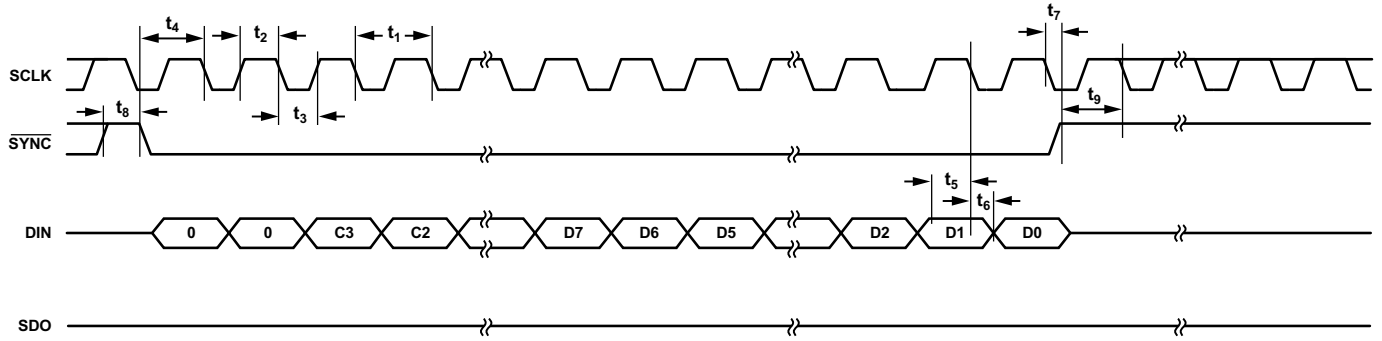 t4 t2 t1 t7
SCLK
t8 t3 t9
SYNC
t5
t6
DIN 0 0 C3 C2 D7 D6 D5 D2 D1 D0
SDO